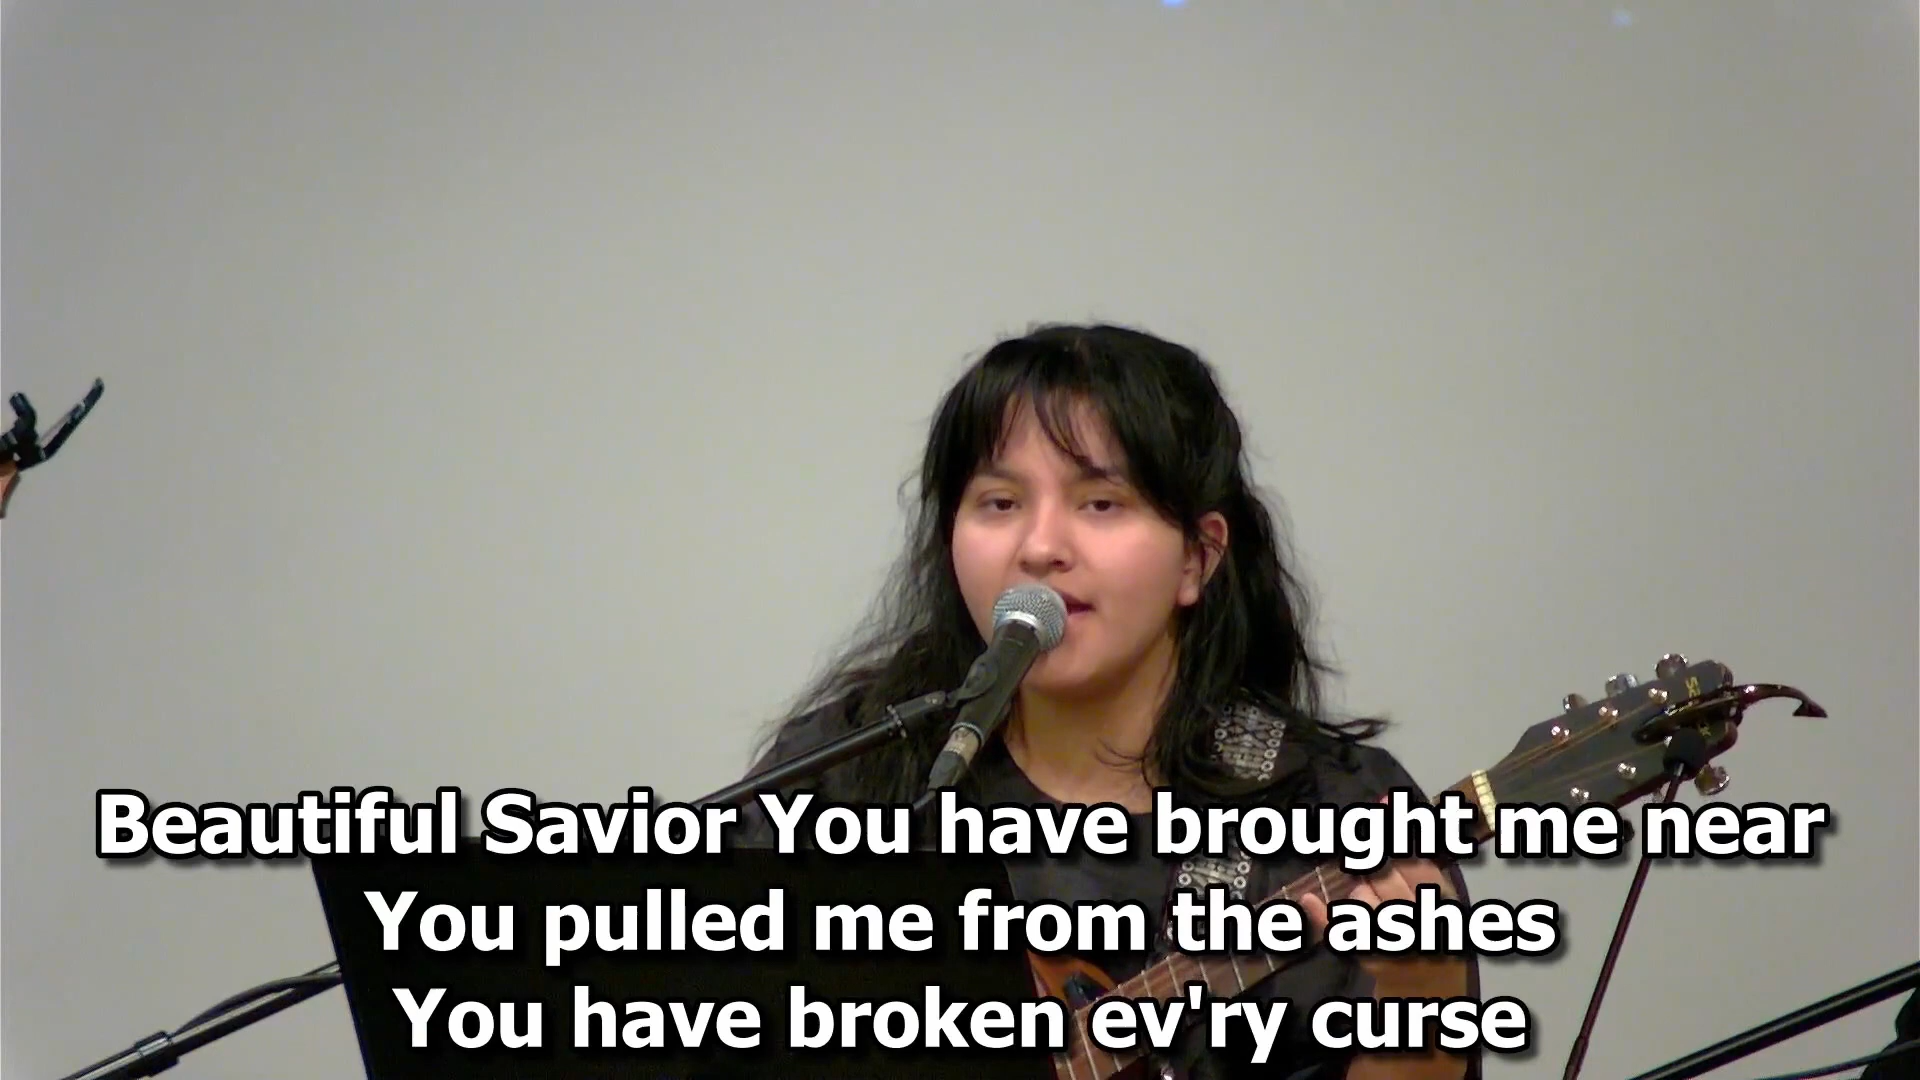 Beautiful Savior You have brought me near
You pulled me from the ashes
You have broken ev'ry curse